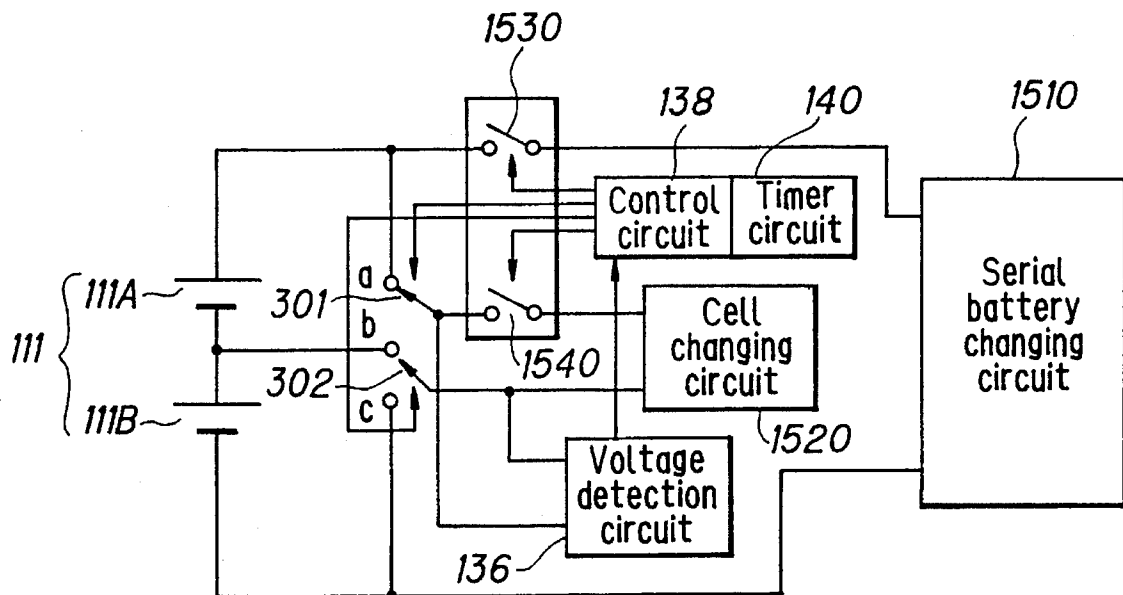 1530
138
140
1510
Control
circuit
Timer
circuit
111A
a
301
b
302
c
111
111B
1540
Cell
changing
circuit
1520
Serial
battery
changing
circuit
Voltage
detection
circuit
136